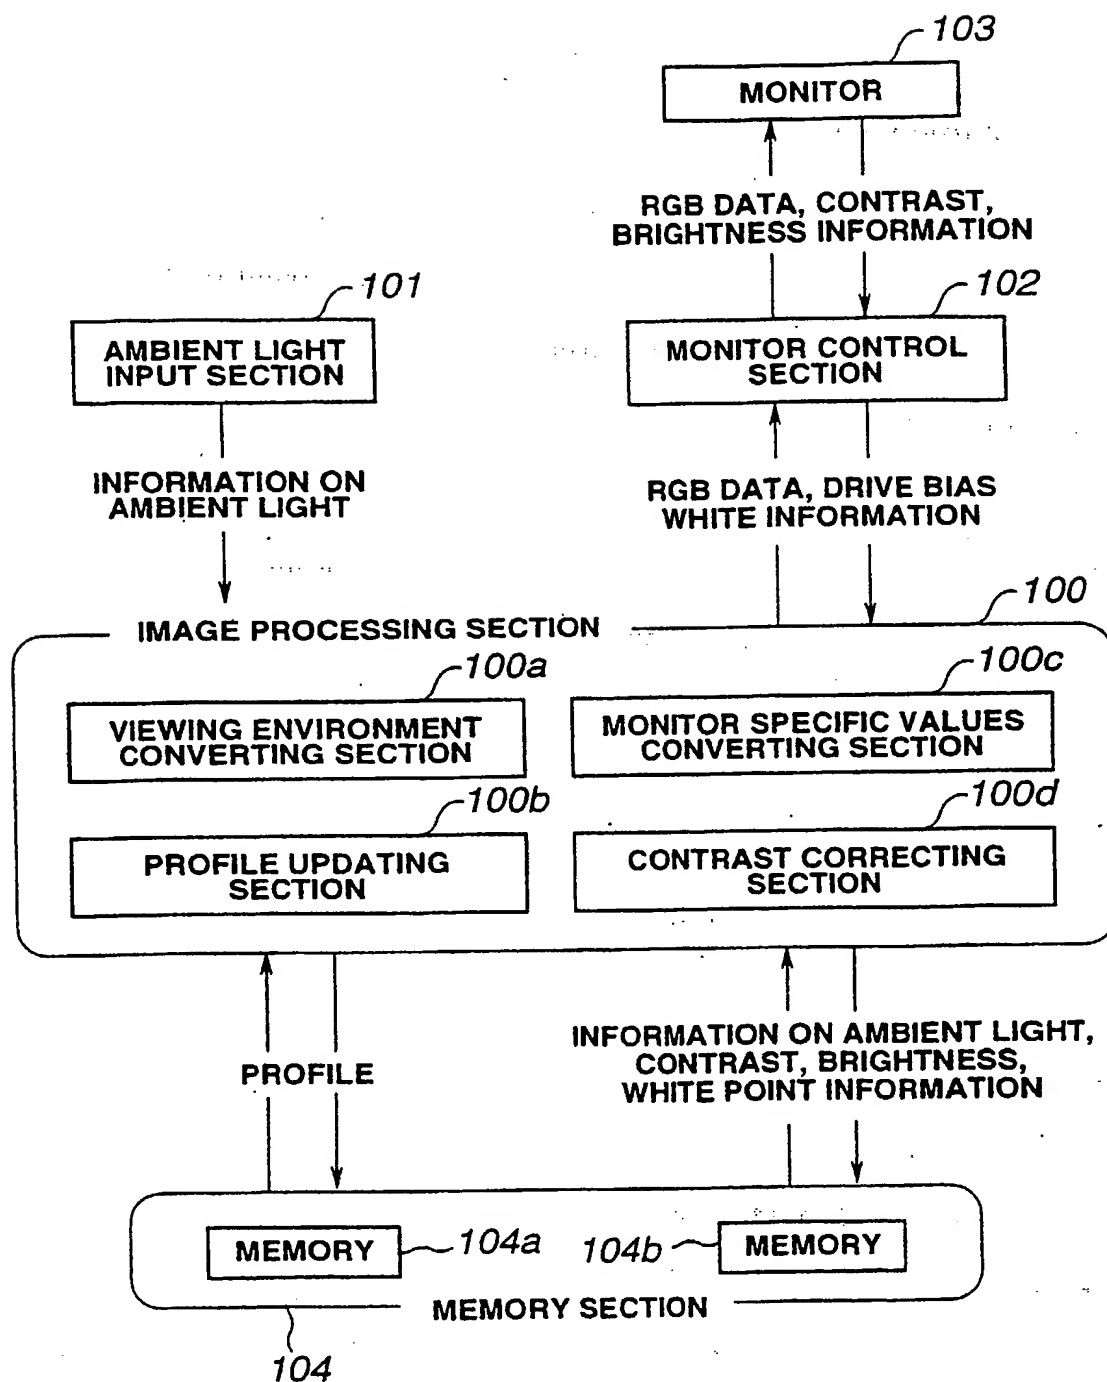 103
MONITOR
RGB DATA, CONTRAST,
BRIGHTNESS INFORMATION
101
102
AMBIENT LIGHT
INPUT SECTION
MONITOR CONTROL
SECTION
INFORMATION ON
AMBIENT LIGHT
RGB DATA, DRIVE BIAS
WHITE INFORMATION
100
IMAGE PROCESSING SECTION
100a
100c
VIEWING ENVIRONMENT
CONVERTING SECTION
MONITOR SPECIFIC VALUES
CONVERTING SECTION
100b
100d
PROFILE UPDATING
SECTION
CONTRAST CORRECTING
SECTION
PROFILE
INFORMATION ON AMBIENT LIGHT,
CONTRAST, BRIGHTNESS,
WHITE POINT INFORMATION
MEMORY
104a
104b
MEMORY
MEMORY SECTION
104